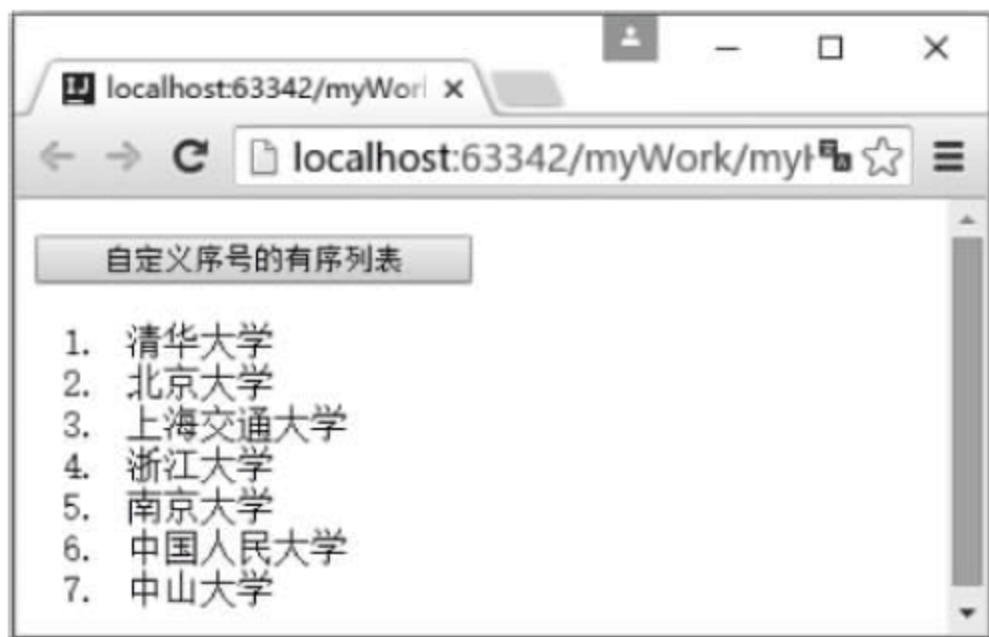 localhost:63342/myWor
localhost:63342/myWork/myH
自定义序号的有序列表
1. 清华大学
2. 北京大学
3. 上海交通大学
4. 浙江大学
5. 南京大学
6. 中国人民大学
7. 中山大学